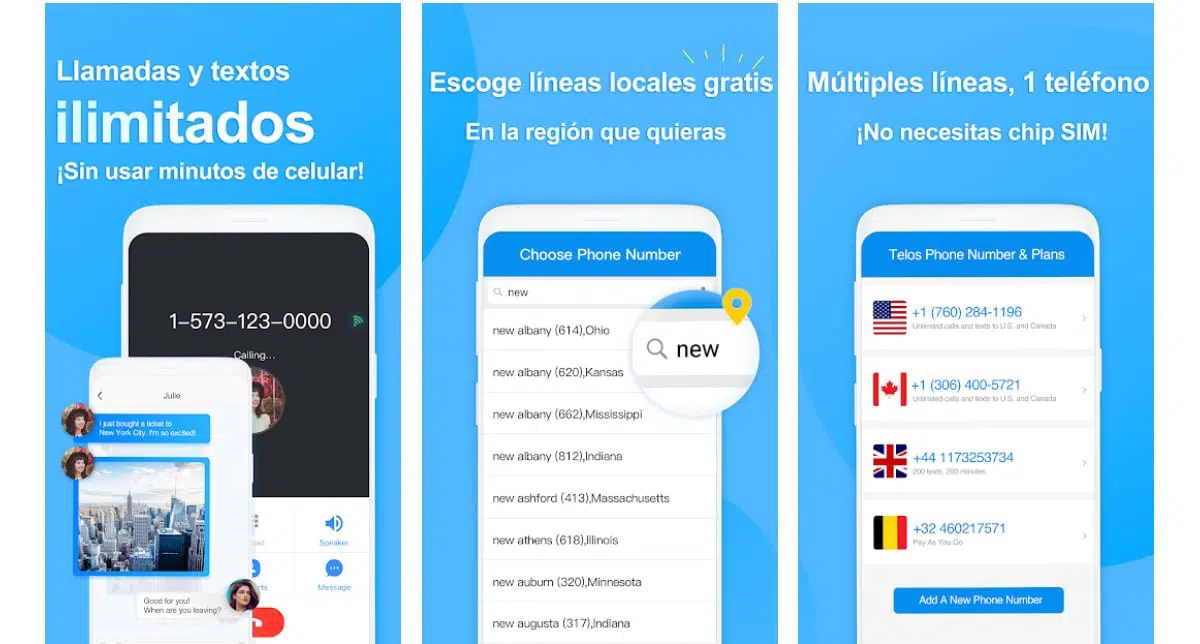 Llamadas y textos
ilimitados
¡Sin usar minutos de celular!
1-573-123-0000
Calling...
Julie
I just bought a ticket to
New York City. I'm so excited!
Speaker
Message
Good for you!
When are you leaving?
Escoge líneas locales gratis
En la región que quieras
Choose Phone Number
new
new albany (614),Ohio
new
new albany (620),Kansas
new albany (662),Mississippi
new albany (812),Indiana
new ashford (413),Massachusetts
new athens (618),Illinois
new auburn (320),Minnesota
new augusta (317),Indiana
Múltiples líneas, 1 teléfono
¡No necesitas chip SIM!
Telos Phone Number & Plans
+1 (760) 284-1196
Unlimited calls and texts to U.S. and Canada
+1 (306) 400-5721
Unlimited calls and texts to U.S. and Canada
+44 1173253734
200 texts, 200 minutes
+32 460217571
Pay As You Go
Add A New Phone Number